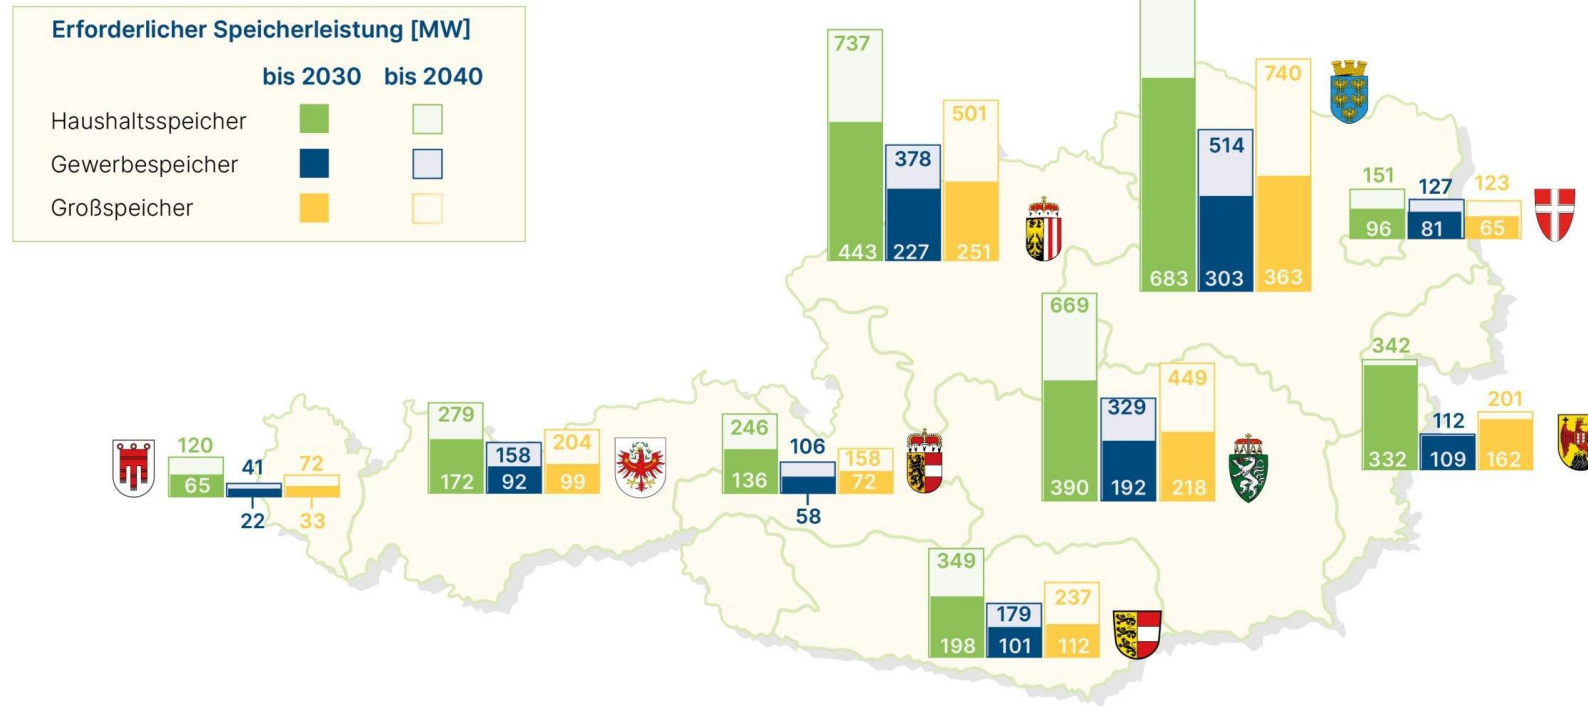 Erforderlicher Speicherleistung [MW]
bis 2030 bis 2040
Haushaltsspeicher
Gewerbespeicher
Großspeicher
737
378
501
443 227 251
514
740
683 303 363
151
127
123
96 81 65
669
329
449
390 192 218
342
112
201
332 109 162
120
41
72
65
22
33
279
158
204
172 92 99
246
106
158
136
72
58
349
179
237
198 101 112